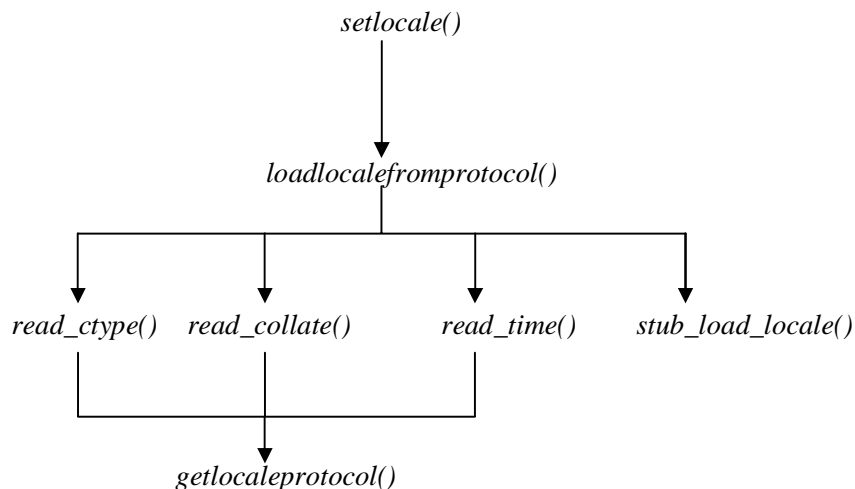 setlocale()
loadlocalefromprotocol()
read_ctype() read_collate() read_time() stub_load_locale()
getlocaleprotocol()